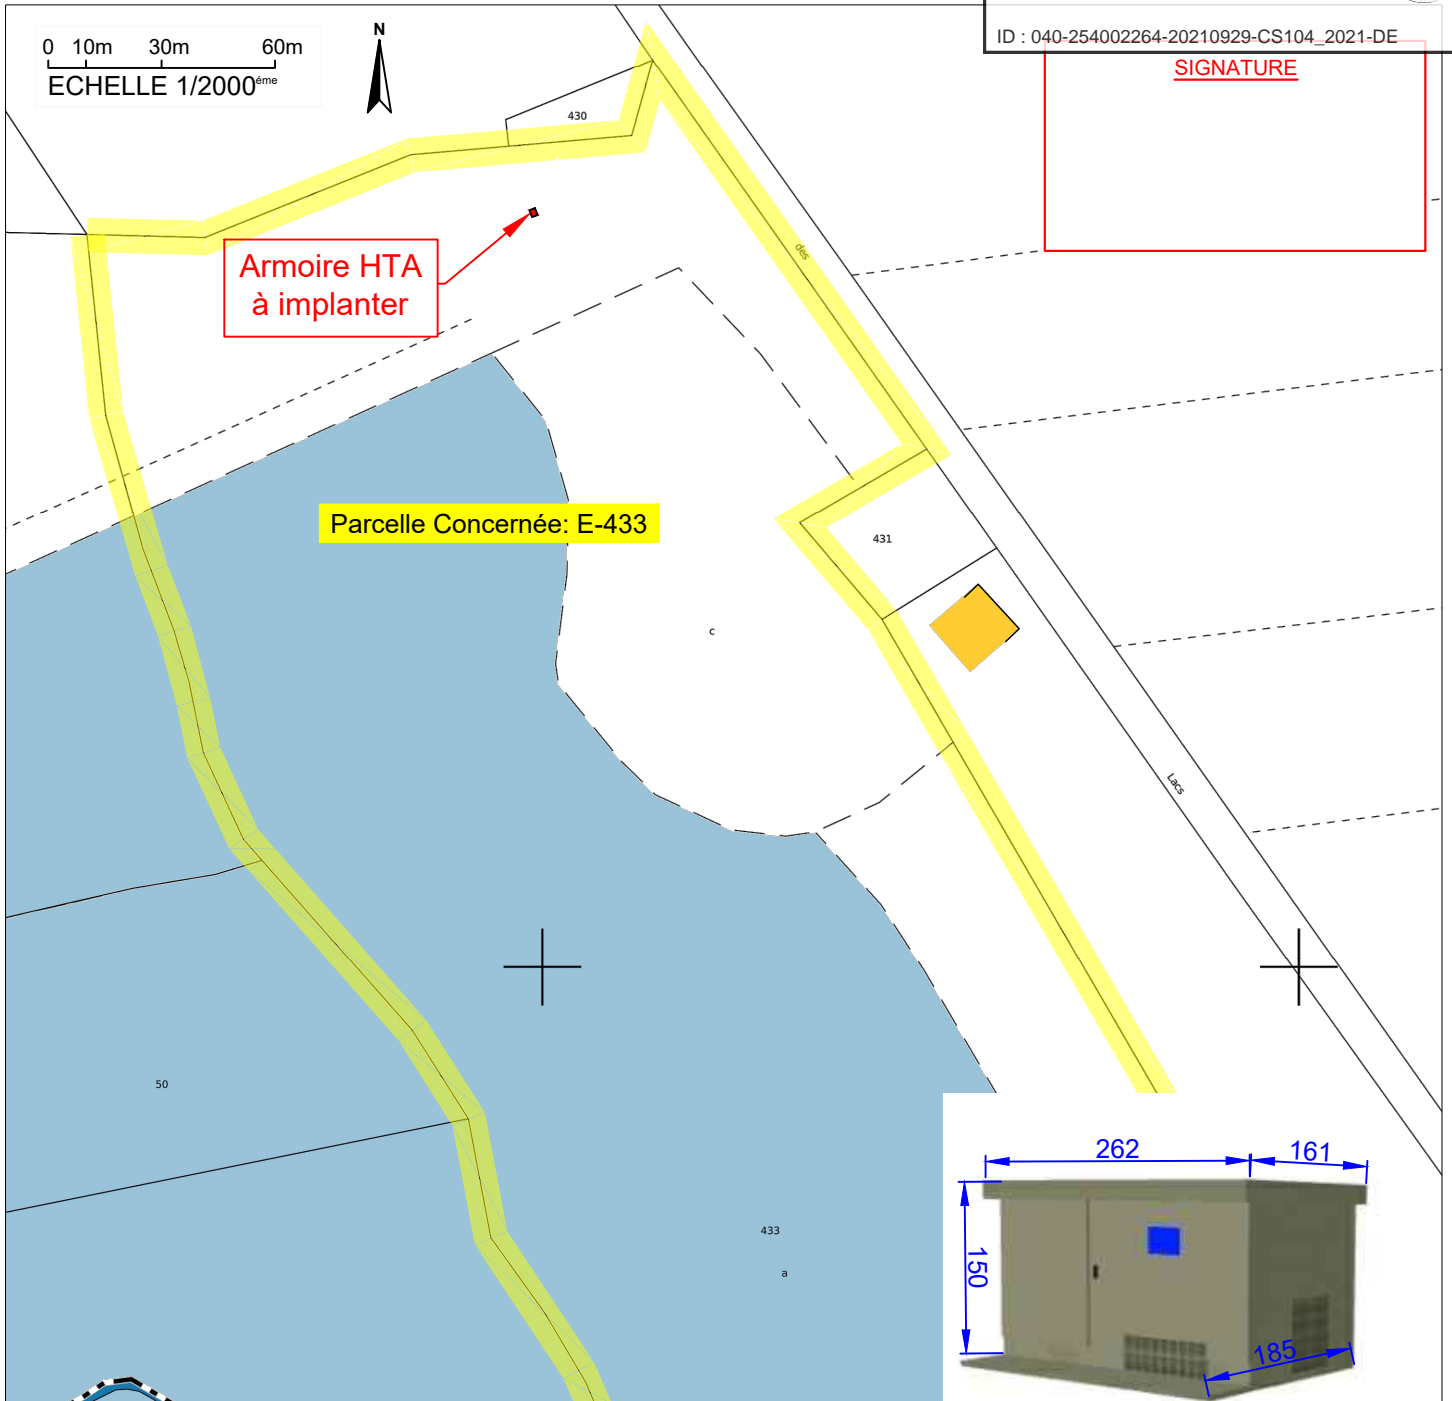 ID : 040-254002264-20210929-CS104_2021-DE
0 10m 30m 60m
ECHELLE 1/2000éme
N
SIGNATURE
430
Armoire HTA
à implanter
des
Parcelle Concernée: E-433
431
c
Lacs
50
433
a
262
161
150
185